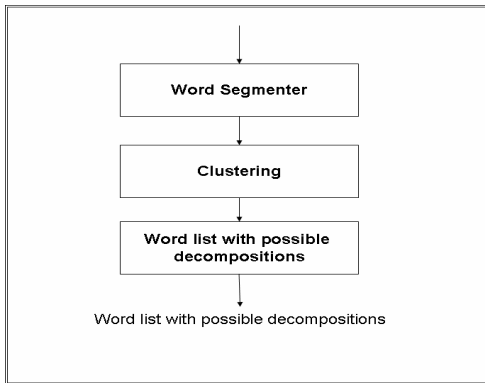 Word Segmenter
Clustering
Word list with possible
decompositions
Word list with possible decompositions